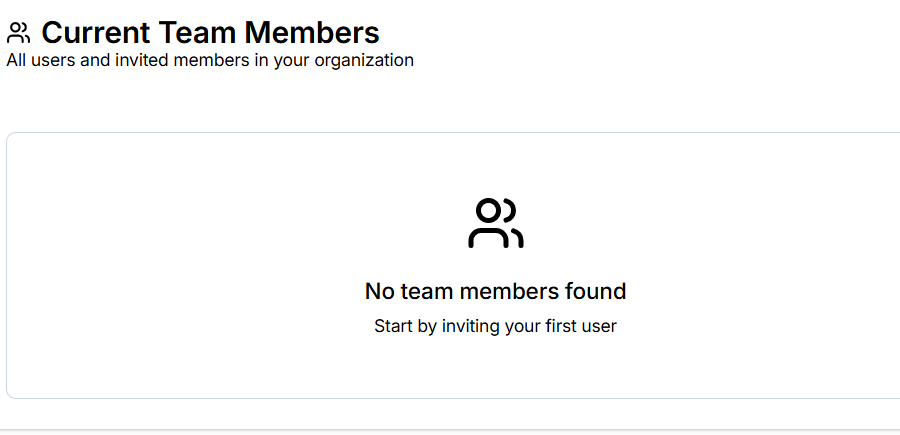 Current Team Members
All users and invited members in your organization
No team members found
Start by inviting your first user